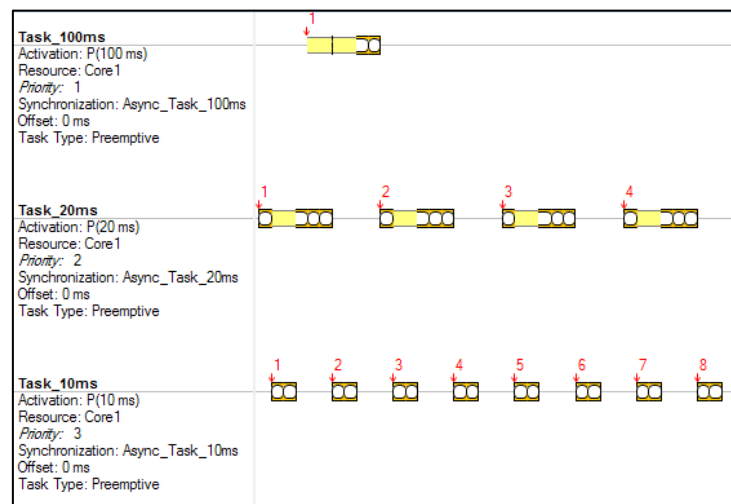 1
Task_100ms
Activation: P(100 ms)
Resource: Core1
Priority: 1
Synchronization: Async_Task_100ms
Offset: 0 ms
Task Type: Preemptive
1 2 3 4
Task_20ms
Activation: P(20 ms)
Resource: Core1
Priority: 2
Synchronization: Async_Task_20ms
Offset: 0 ms
Task Type: Preemptive
1 2 3 4 5 6 7 8
Task_10ms
Activation: P(10 ms)
Resource: Core1
Priority: 3
Synchronization: Async_Task_10ms
Offset: 0 ms
Task Type: Preemptive